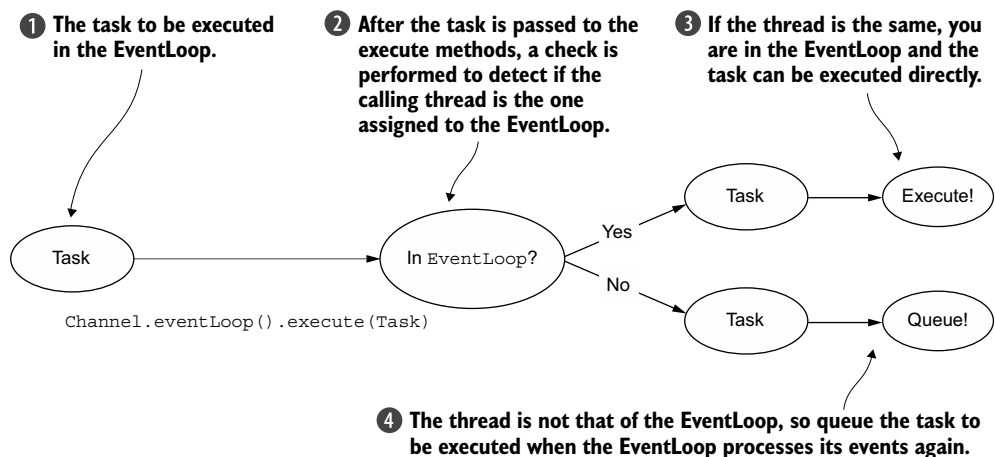 1 The task to be executed
in the EventLoop.
2 After the task is passed to the
execute methods, a check is
performed to detect if the
calling thread is the one
assigned to the EventLoop.
3 If the thread is the same, you
are in the EventLoop and the
task can be executed directly.
Task
Execute!
Yes
Task
In EventLoop?
No
Channel.eventLoop().execute(Task)
Task
Queue!
4 The thread is not that of the EventLoop, so queue the task to
be executed when the EventLoop processes its events again.